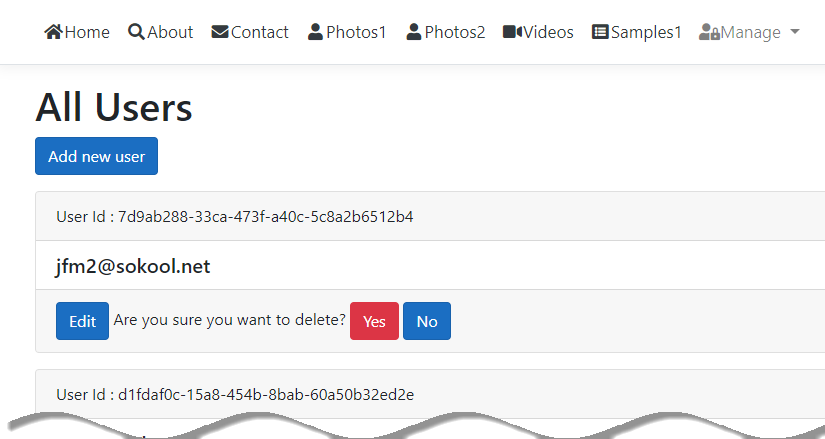 Home About Contact Photos1 Photos2 Videos Samples1 Manage
All Users
Add new user
User Id : 7d9ab288-33ca-473f-a40c-5c8a2b6512b4
jfm2@sokool.net
Edit Are you sure you want to delete? Yes No
User Id : d1fdaf0c-15a8-454b-8bab-60a50b32ed2e